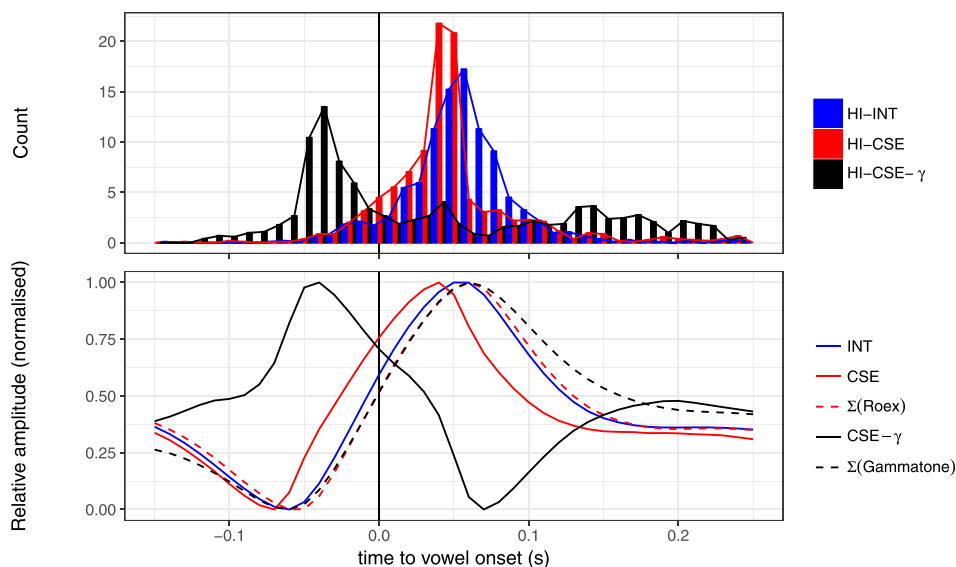 Count
20
15
10
5
0
HI−INT
HI−CSE
HI−CSE−γ
Relative amplitude (normalised)
1.00
0.75
0.50
0.25
0.00
INT
CSE
Σ(Roex)
CSE−γ
Σ(Gammatone)
−0.1
0.0
0.1
0.2
time to vowel onset (s)